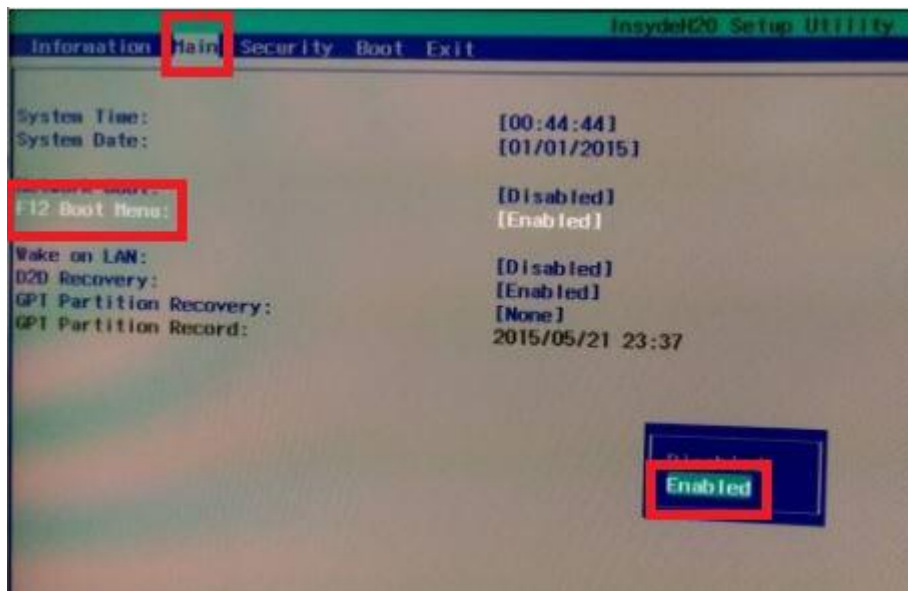 InsydeH20 Setup Utility
Information Main Security Boot Exit
System Time: [00:44:44]
System Date: [01/01/2015]
[Disabled]
F12 Boot Menu: [Enabled]
Wake on LAN: [Disabled]
D2D Recovery: [Enabled]
GPT Partition Recovery: [None]
GPT Partition Record: 2015/05/21 23:37
Enabled